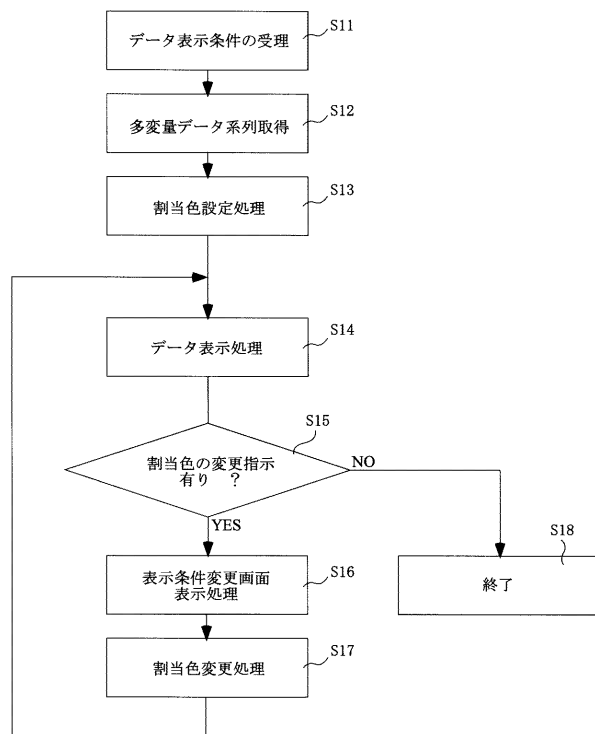 S11
データ表示条件の受理
S12
多変量データ系列取得
S13
割当色設定処理
S14
データ表示処理
S15
割当色の変更指示
有り ?
NO
YES
S16
表示条件変更画面
表示処理
S18
終了
S17
割当色変更処理